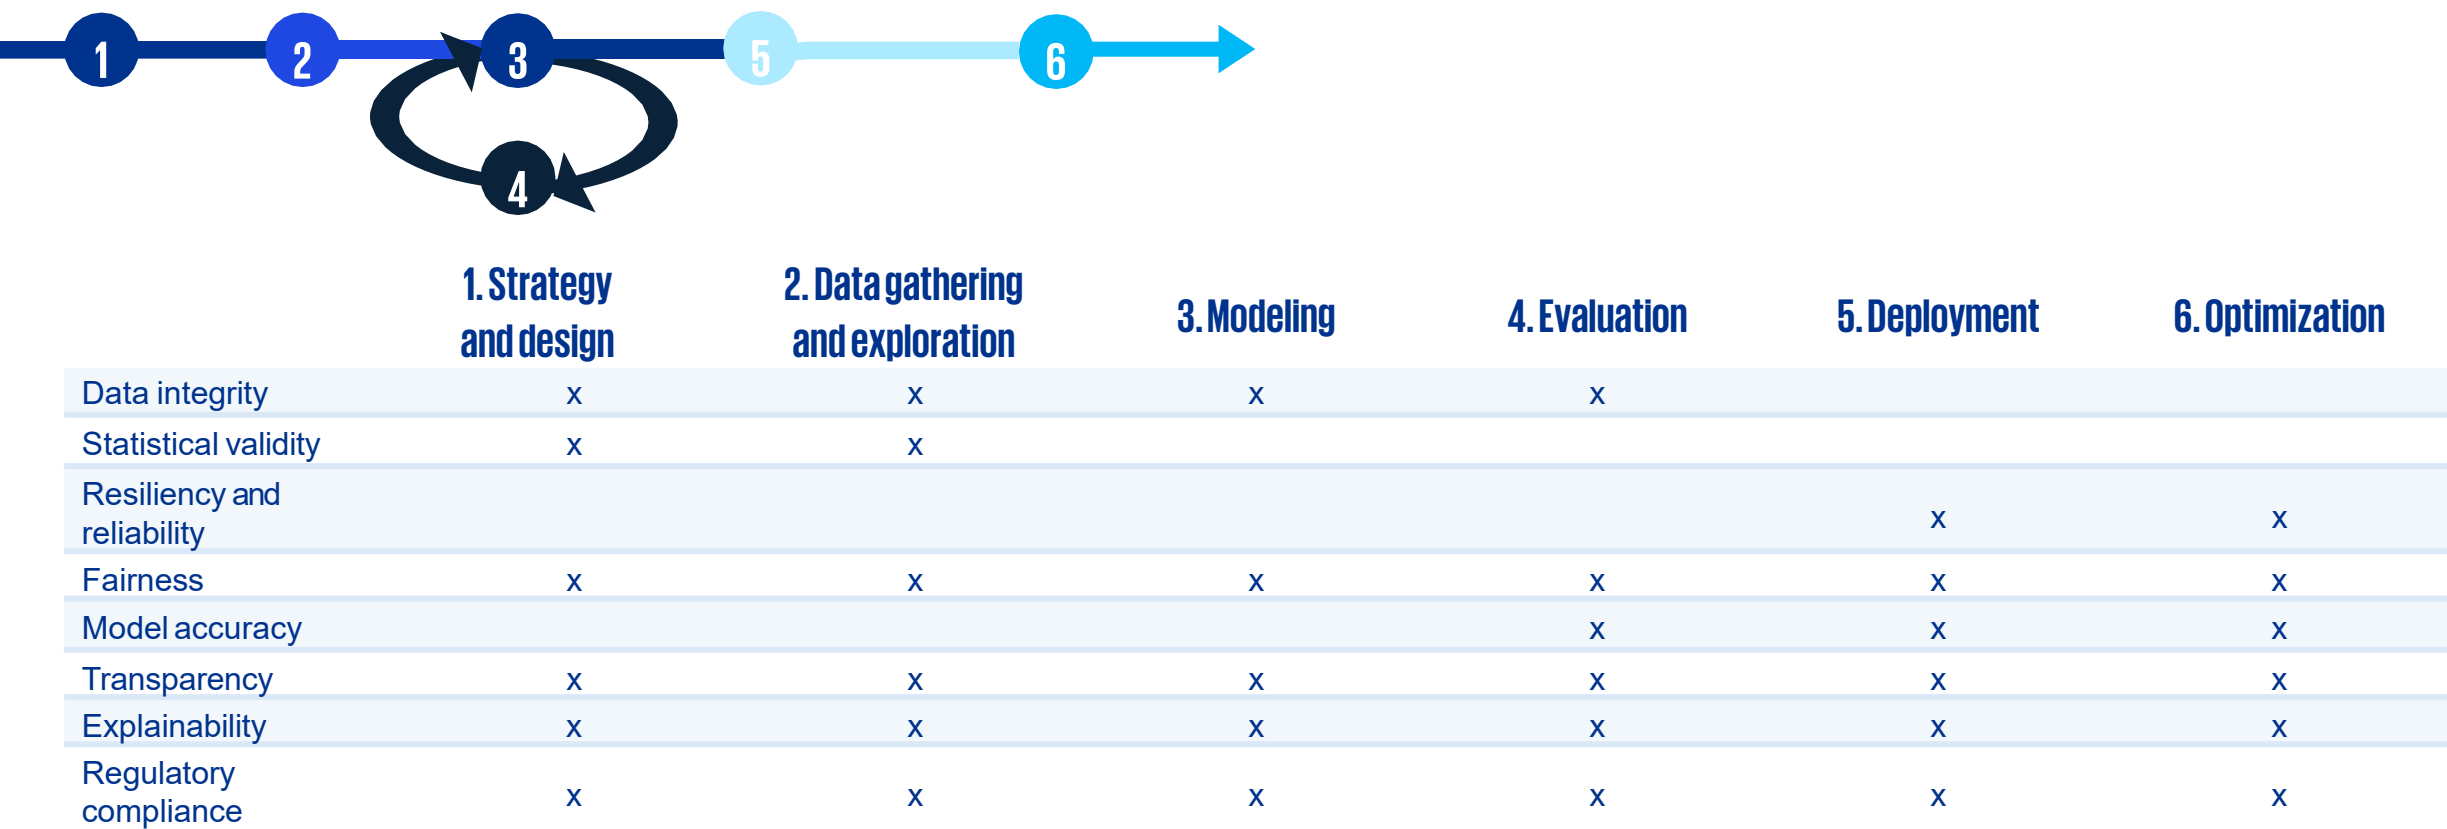 1 2 3 5 6
4
1. Strategy and design 2. Data gathering and exploration 3. Modeling 4. Evaluation 5. Deployment 6. Optimization
Data integrity x x x x
Statistical validity x x
Resiliency and
reliability x x
Fairness x x x x x x
Model accuracy x x x
Transparency x x x x x x
Explainability x x x x x x
Regulatory
compliance x x x x x x